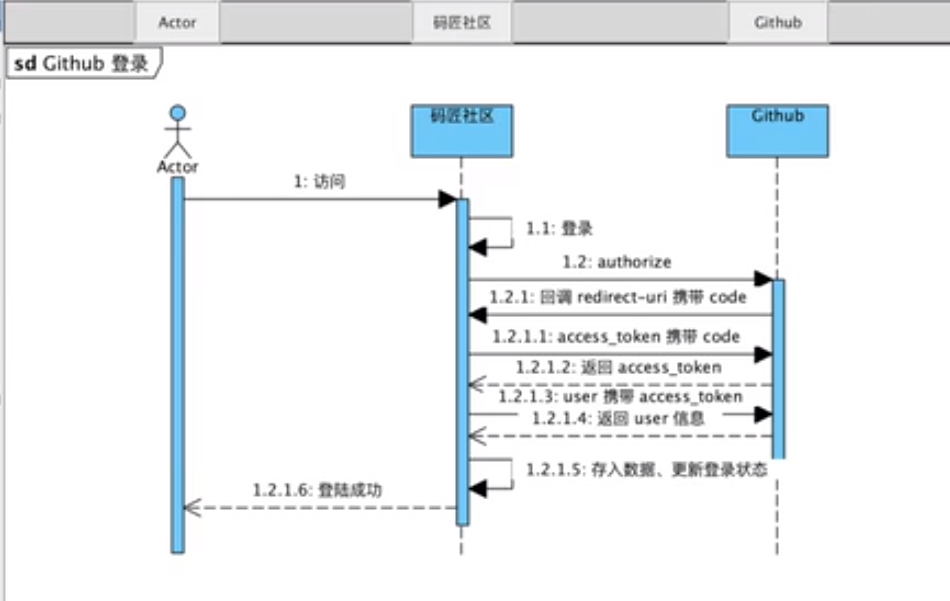 Actor
码匠社区
Github
sd Github 登录
码匠社区
Github
Actor
1: 访问
1.1: 登录
1.2: authorize
1.2.1: 回调 redirect-uri 携带 code
1.2.1.1: access_token 携带 code
1.2.1.2: 返回 access_token
1.2.1.3: user 携带 access_token
1.2.1.4: 返回 user 信息
1.2.1.5: 存入数据、更新登录状态
1.2.1.6: 登陆成功